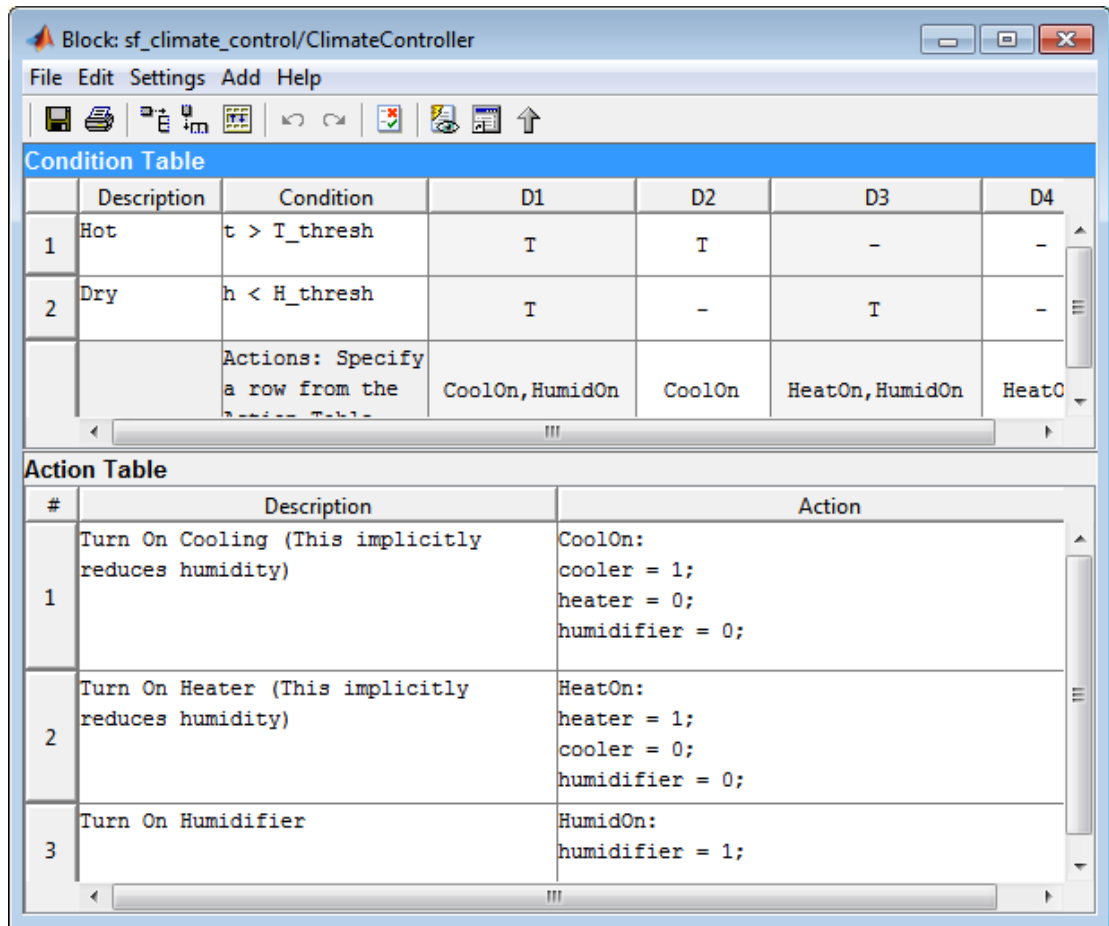 Block: sf_climate_control/ClimateController
File Edit Settings Add Help
Condition Table
Description Condition D1 D2 D3 D4
1 Hot t > T_thresh T T - -
2 Dry h < H_thresh T - T -
Actions: Specify
a row from the CoolOn,HumidOn CoolOn HeatOn,HumidOn HeatO
Action Table
Action Table
# Description Action
Turn On Cooling (This implicitly CoolOn:
reduces humidity) cooler = 1;
1 heater = 0;
humidifier = 0;
Turn On Heater (This implicitly HeatOn:
reduces humidity) heater = 1;
2 cooler = 0;
humidifier = 0;
Turn On Humidifier HumidOn:
3 humidifier = 1;